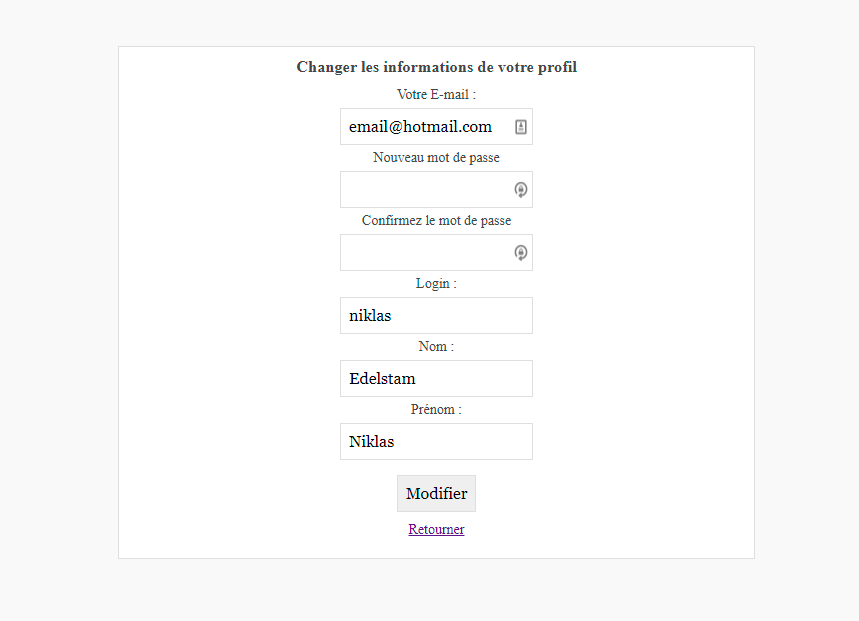 Changer les informations de votre profil
Votre E-mail :
email@hotmail.com
Nouveau mot de passe
Confirmez le mot de passe
Login :
niklas
Nom :
Edelstam
Prénom :
Niklas
Modifier
Retourner